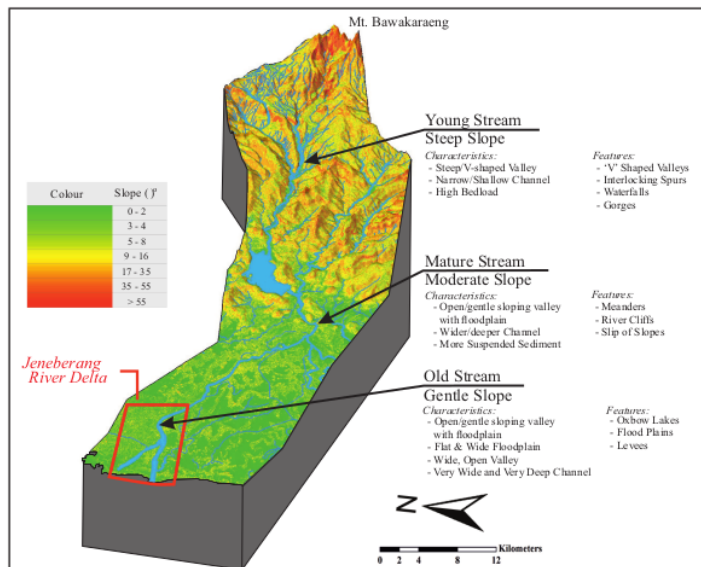 Mt. Bawakaraeng
Young Stream
Steep Slope
Characteristics:
- Steep/V-shaped Valley
- Narrow/Shallow Channel
- High Bedload
Features:
- ‘V’ Shaped Valleys
- Interlocking Spurs
- Waterfalls
- Gorges
Colour Slope ( )°
0 - 2
3 - 4
5 - 8
9 - 16
17 - 35
35 - 55
> 55
Mature Stream
Moderate Slope
Characteristics:
- Open/gentle sloping valley
with floodplain
- Wider/deeper Channel
- More Suspended Sediment
Features:
- Meanders
- River Cliffs
- Slip of Slopes
Jeneberang
River Delta
Old Stream
Gentle Slope
Characteristics:
- Open/gentle sloping valley
with floodplain
- Flat & Wide Floodplain
- Wide, Open Valley
- Very Wide and Very Deep Channel
Features:
- Oxbow Lakes
- Flood Plains
- Levees
N
Kilometers
0 2 4 8 12